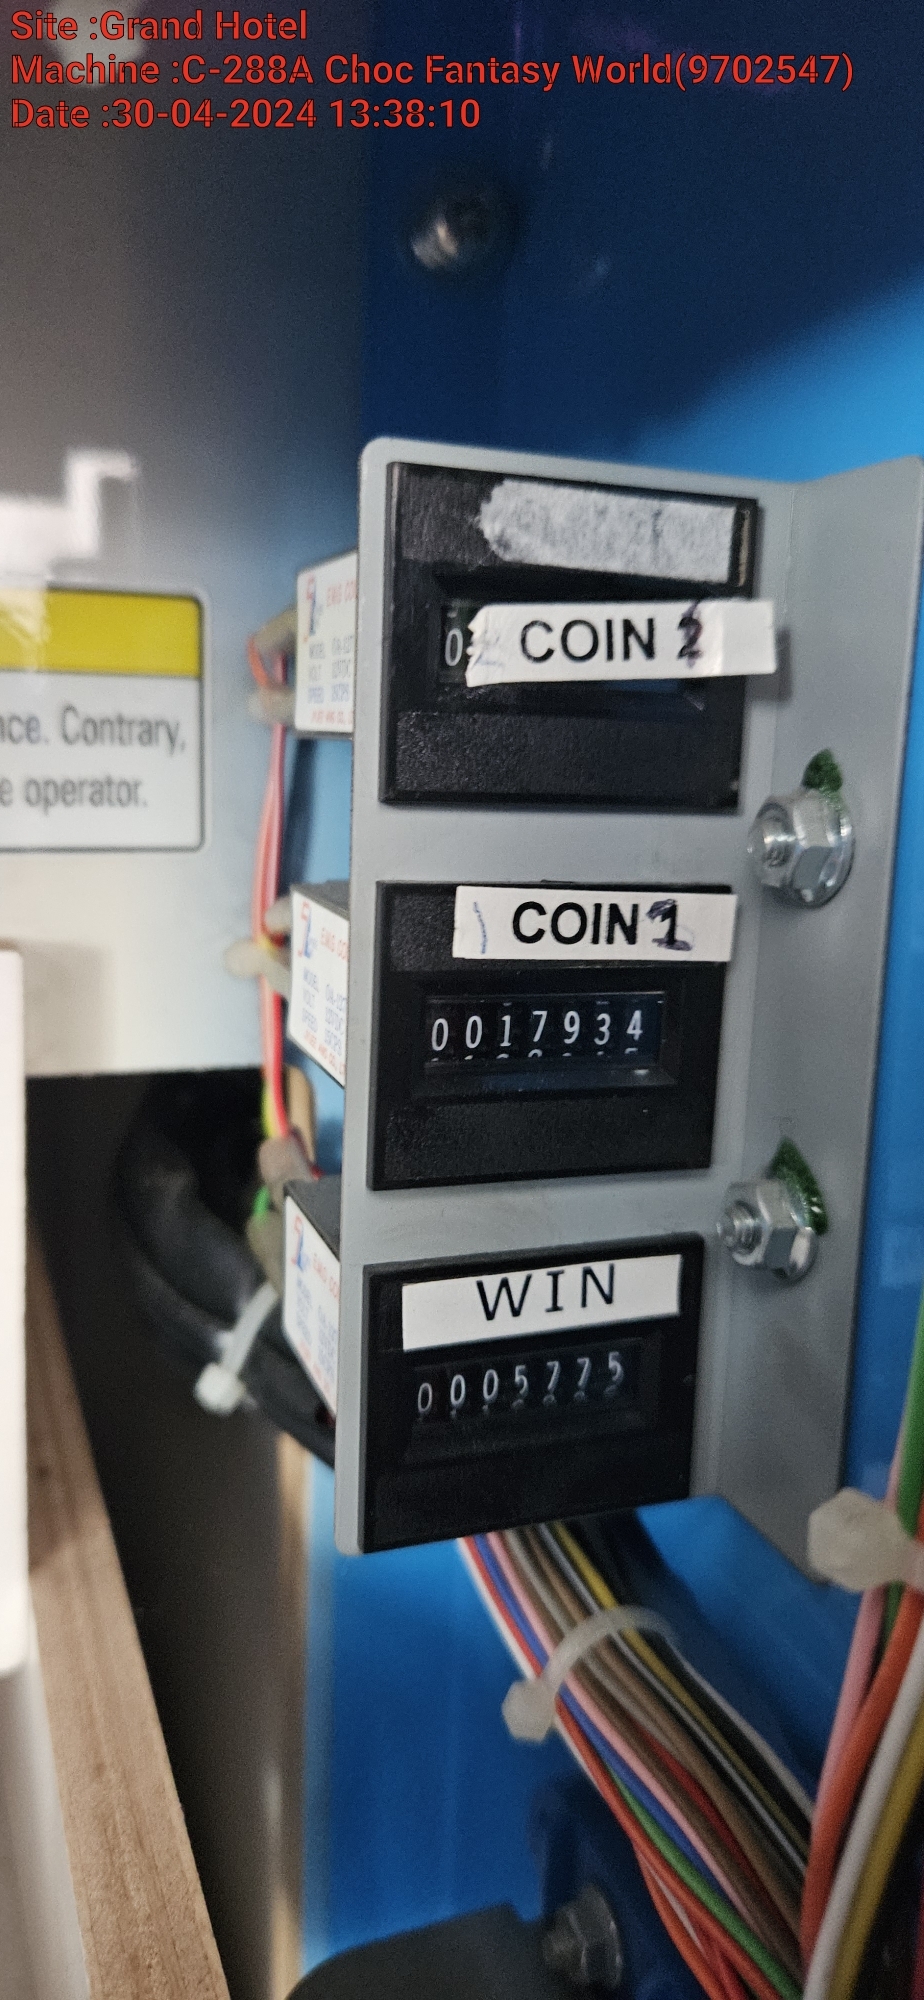 Site :Grand Hotel
Machine :C-288A Choc Fantasy World(9702547)
Date :30-04-2024 13:38:10
nce. Contrary,
e operator.
0
COIN 2
COIN 1
0017934
WIN
0005775